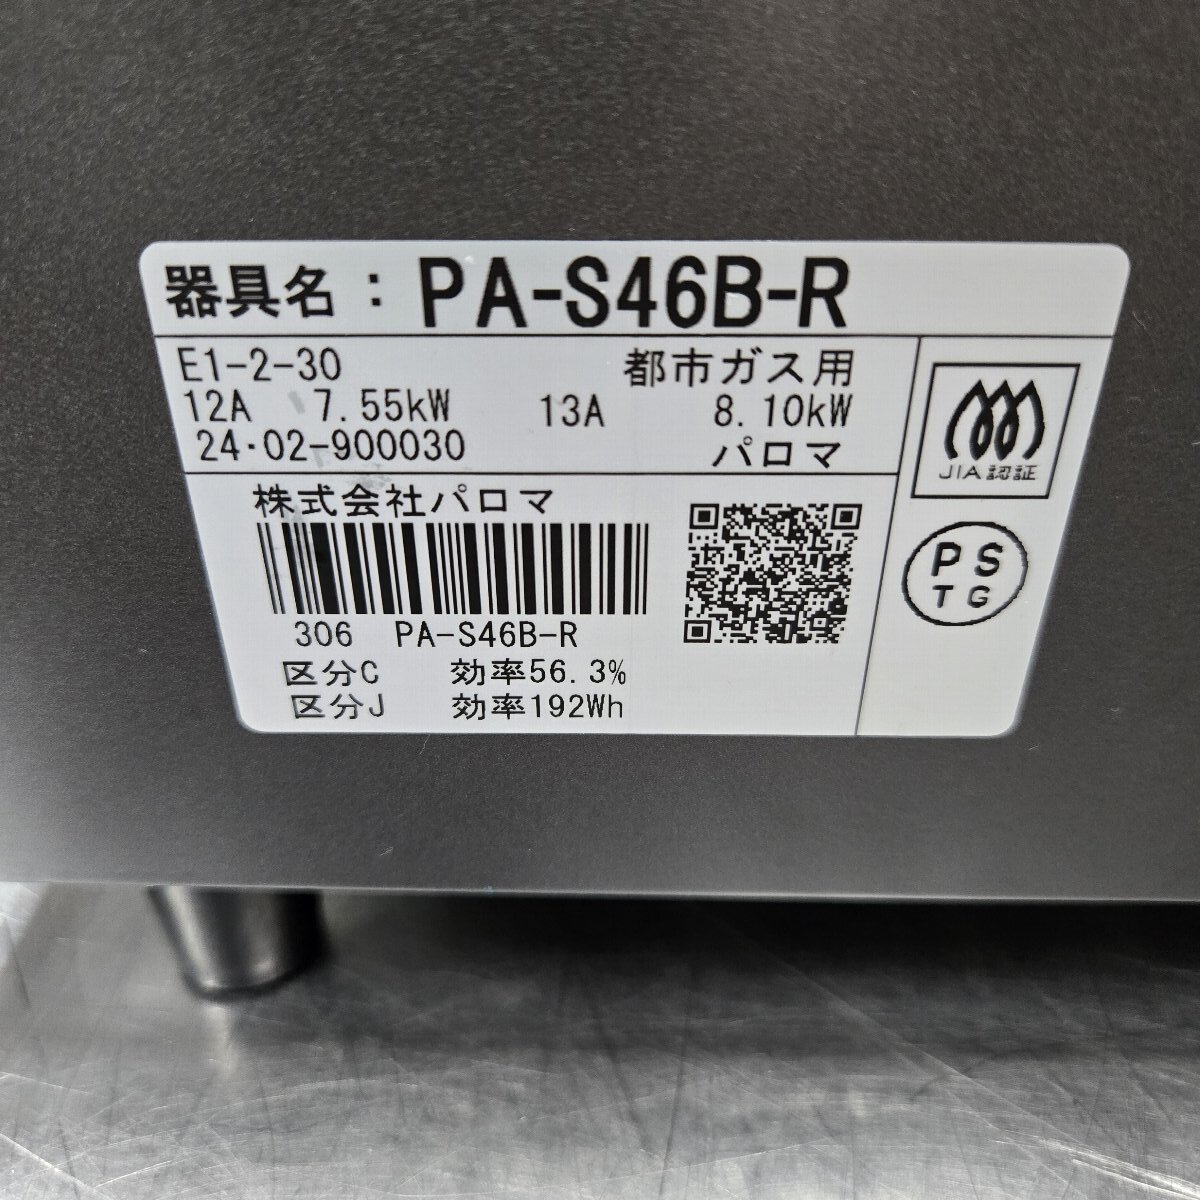 器具名：PA-S46B-R
E1-2-30 都市ガス用
12A 7.55kW 13A 8.10kW
24・02-900030 パロマ
JIA認証
株式会社パロマ
PS
TG
306 PA-S46B-R
区分C 効率56.3%
区分J 効率192Wh